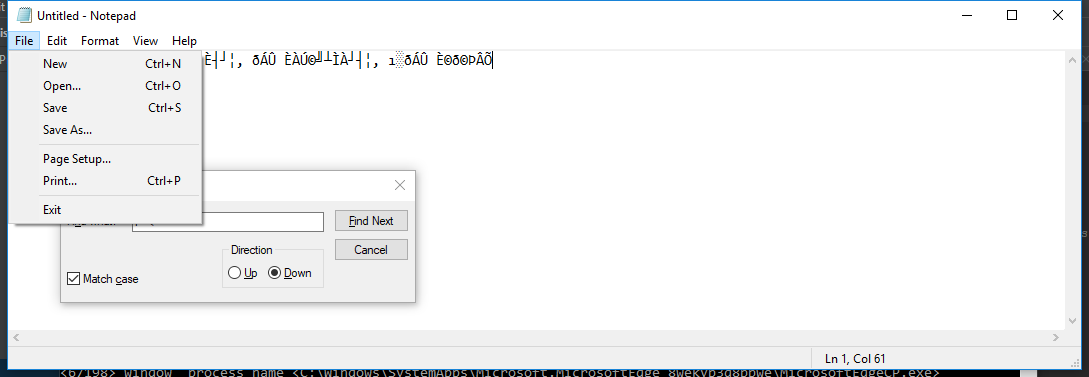 Untitled - Notepad
File Edit Format View Help
È┤┘¦, ðÁÛ ÈÀÚ©╝┴ÌÀ┘┤¦, ı░ðÁÛ È©ð©ÞÂÕ
New Ctrl+N
Open... Ctrl+O
Save Ctrl+S
Save As...
Page Setup...
Print... Ctrl+P
Exit
Find Next
Cancel
Direction
Up Down
Match case
Ln 1, Col 61
<6/198> window process name <C:\Windows\SystemApps\Microsoft.MicrosoftEdge_8wekyb3d8bbwe\MicrosoftEdgeCP.exe>